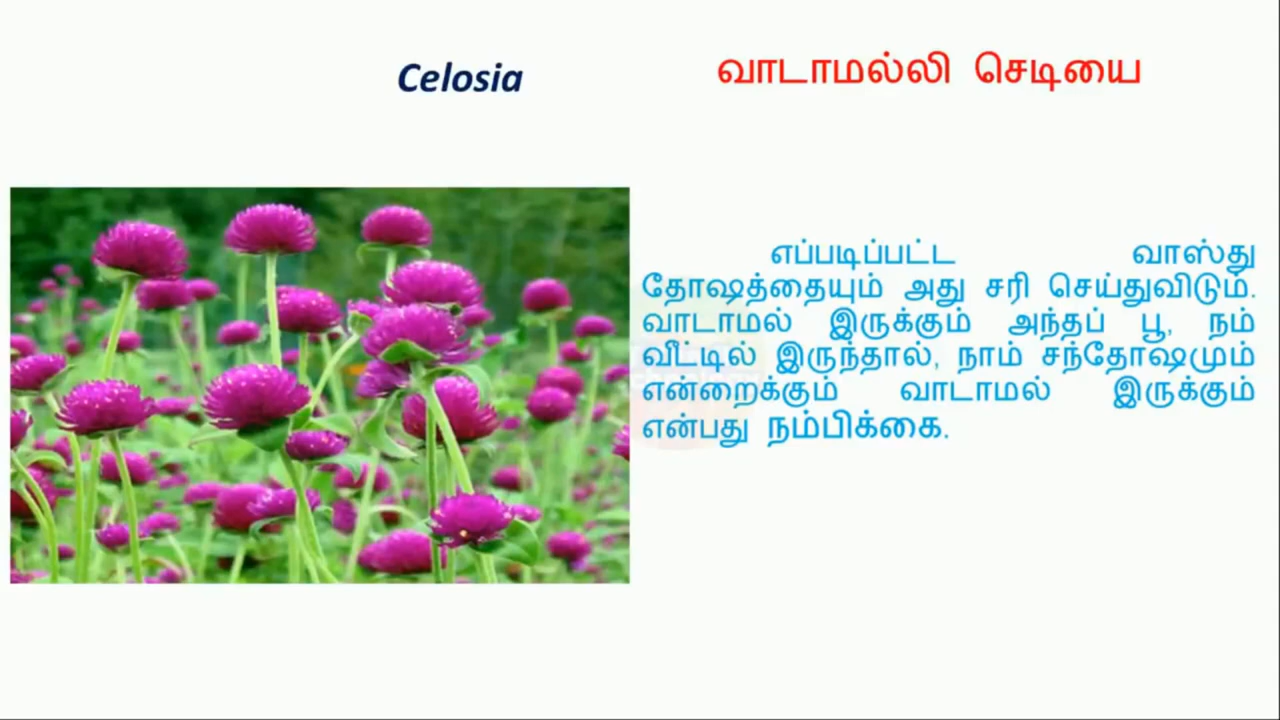 Celosia
வாடாமல்லி செடியை
எப்படிப்பட்ட வாஸ்து
தோஷத்தையும் அது சரி செய்துவிடும்.
வாடாமல் இருக்கும் அந்தப் பூ, நம்
வீட்டில் இருந்தால், நாம் சந்தோஷமும்
என்றைக்கும் வாடாமல் இருக்கும்
என்பது நம்பிக்கை.